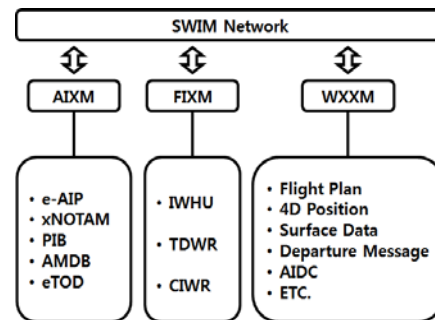 SWIM Network
AIXM
FIXM
WXXM
• e-AIP
• xNOTAM
• PIB
• AMDB
• eTOD
• IWHU
• TDWR
• CIWR
• Flight Plan
• 4D Position
• Surface Data
• Departure Message
• AIDC
• ETC.